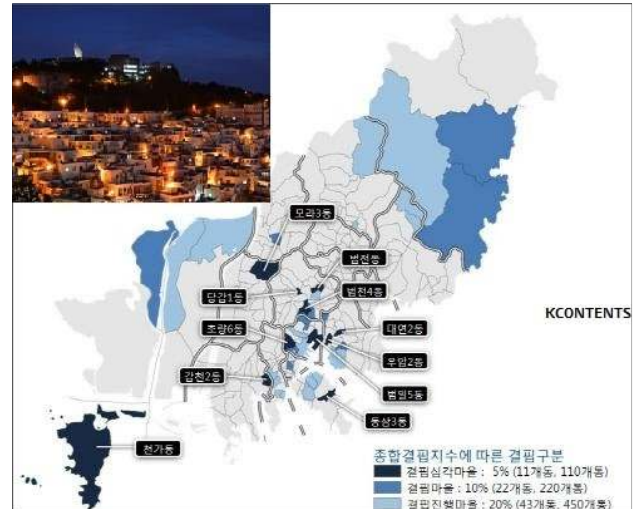 모라3동
범전동
당감1동
범전4동
KCONTENTS
초량6동
대연2동
우암2동
감천2동
범일5동
동삼3동
천가동
종합결핍지수에 따른 결핍구분
결핍심각마을 : 5% (11개동, 110개통)
결핍마을 : 10% (22개동, 220개통)
결핍진행마을 : 20% (43개동, 450개통)